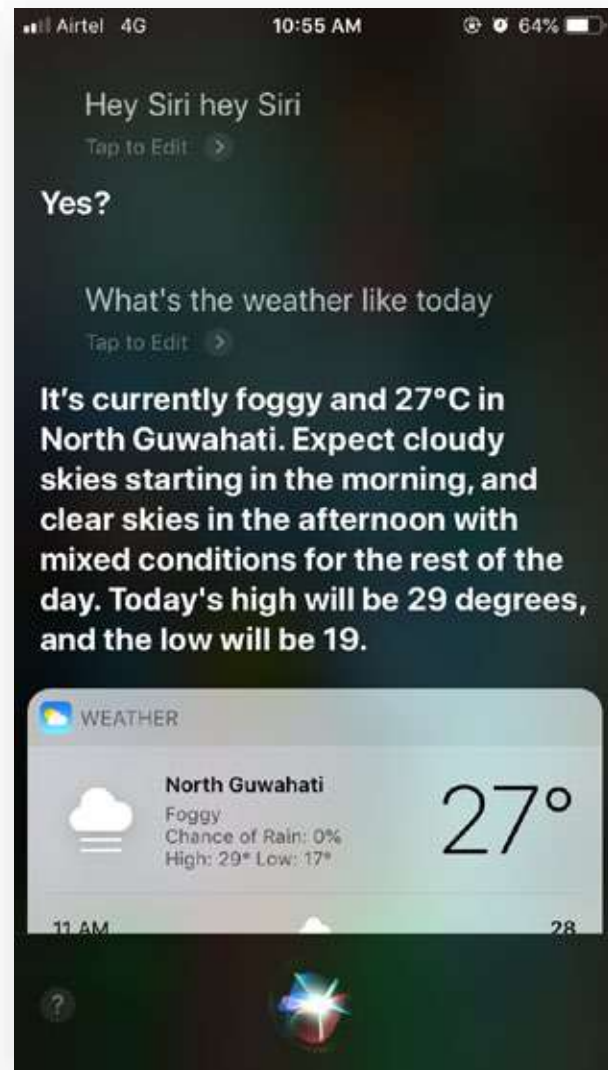 Airtel 4G 10:55 AM 64%
Hey Siri hey Siri
Tap to Edit
Yes?
What's the weather like today
Tap to Edit
It's currently foggy and 27°C in
North Guwahati. Expect cloudy
skies starting in the morning, and
clear skies in the afternoon with
mixed conditions for the rest of the
day. Today's high will be 29 degrees,
and the low will be 19.
WEATHER
North Guwahati
Foggy
Chance of Rain: 0%
High: 29° Low: 17°
27°
11 AM 28
?